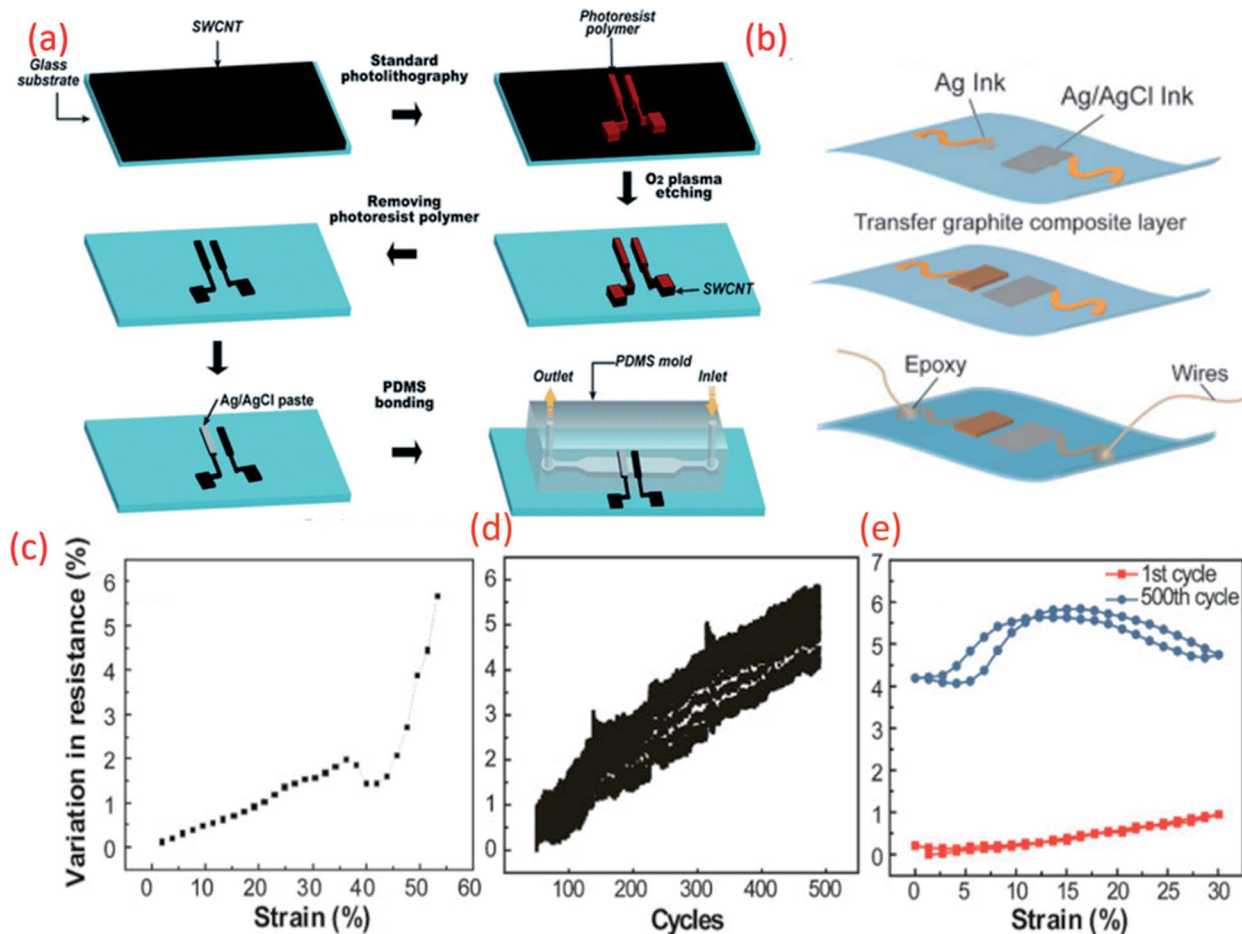 (a)
SWCNT
Glass
substrate
Standard
photolithography
Photoresist
polymer
O2 plasma
etching
Removing
photoresist polymer
SWCNT
Ag/AgCl paste
PDMS
bonding
Outlet
PDMS mold
Inlet
(b)
Ag Ink
Ag/AgCl Ink
Transfer graphite composite layer
Epoxy
Wires
(c)
Variation in resistance (%)
6
5
4
3
2
1
0
0 10 20 30 40 50 60
Strain (%)
(d)
6
5
4
3
2
1
0
100 200 300 400 500
Cycles
(e)
7
6
5
4
3
2
1
0
1st cycle
500th cycle
0 5 10 15 20 25 30
Strain (%)